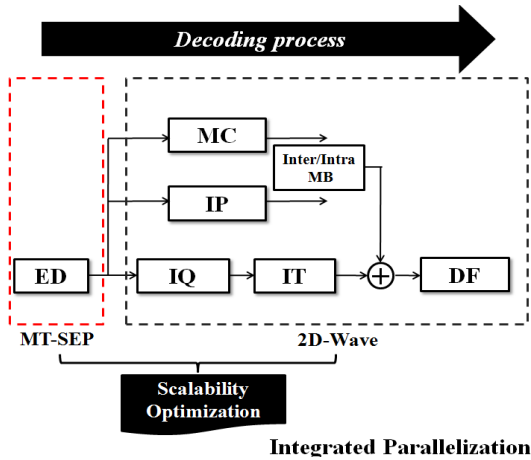 Decoding process
MC
Inter/Intra
MB
IP
ED
IQ
IT
DF
MT-SEP
2D-Wave
Scalability
Optimization
Integrated Parallelization